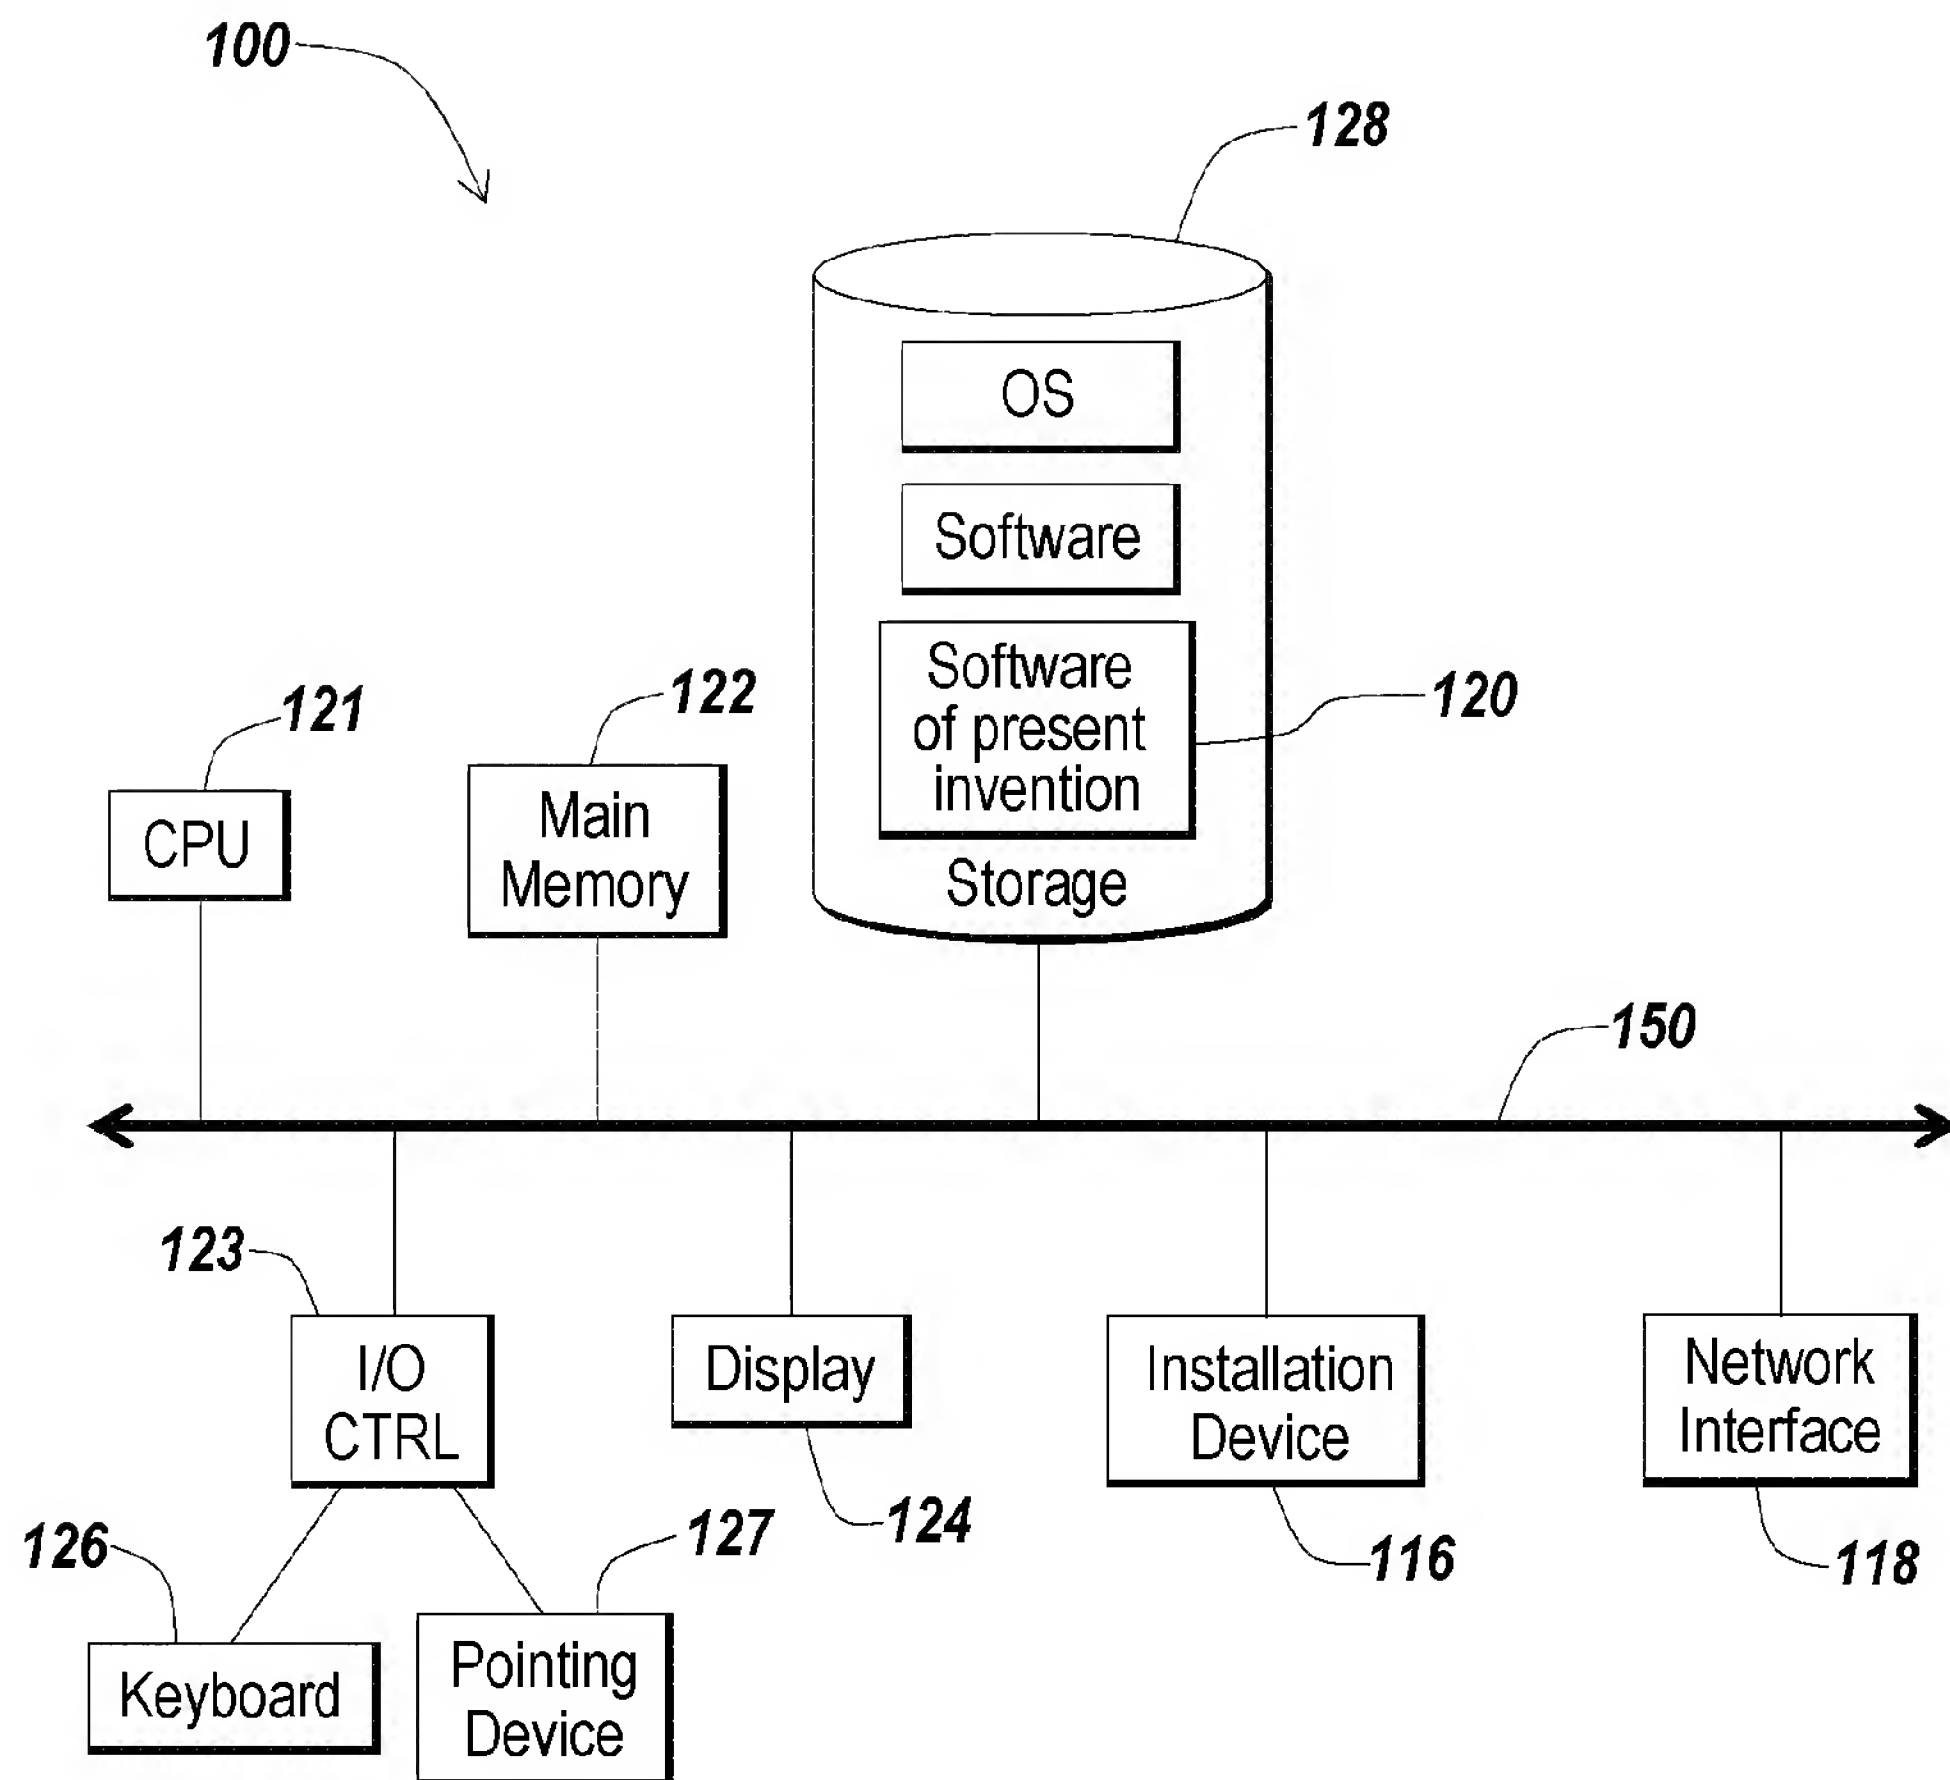 100
128
OS
Software
Software
of present
invention
120
Storage
121
CPU
122
Main
Memory
150
123
I/O
CTRL
Display
124
Installation
Device
116
Network
Interface
118
126
Keyboard
127
Pointing
Device